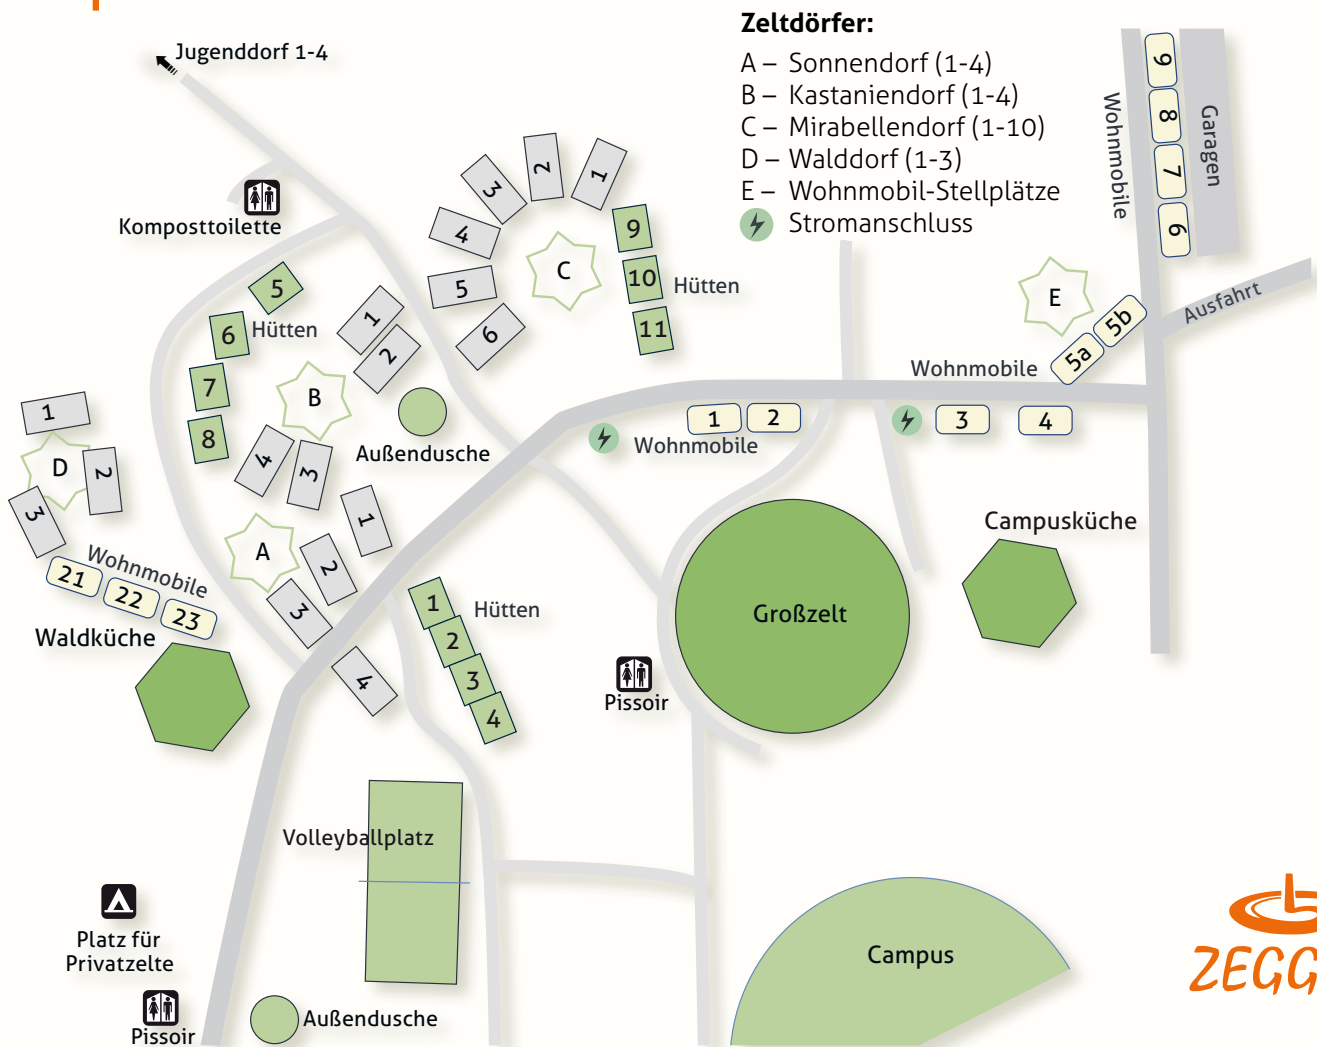 Jugenddorf 1-4
Zeltdörfer:
A – Sonnendorf (1-4)
B – Kastaniendorf (1-4)
C – Mirabellendorf (1-10)
D – Walddorf (1-3)
E – Wohnmobil-Stellplätze
Stromanschluss
Wohnmobile
9
8
7
6
Garagen
Ausfahrt
Komposttoilette
1
2
3
4
5
6
C
9
10
11
Hütten
5
6
7
8
Hütten
1
2
3
4
B
Außendusche
E
5a
5b
Wohnmobile
1
2
Wohnmobile
3
4
1
2
3
D
Wohnmobile
21
22
23
Waldküche
A
1
2
3
4
1
2
3
4
Hütten
Pissoir
Großzelt
Campusküche
Volleyballplatz
Platz für
Privatzelte
Pissoir
Außendusche
Campus
ZEGG